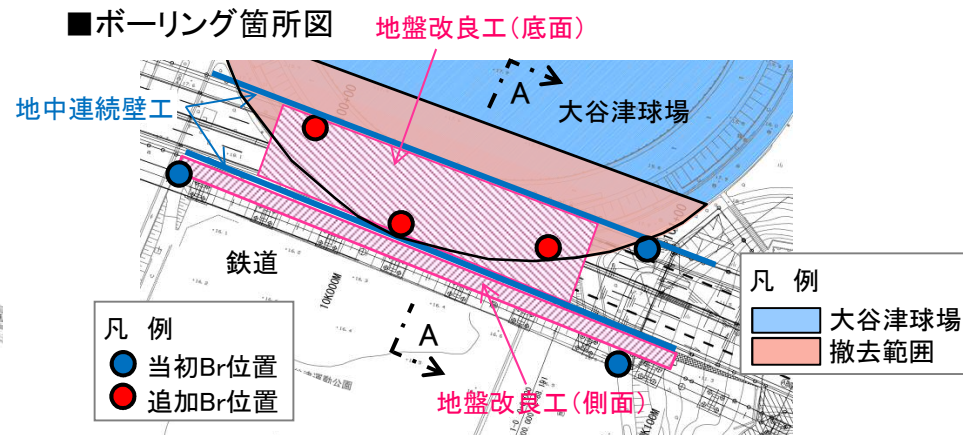 ■ボーリング箇所図
地盤改良工(底面)
地中連続壁工
A
大谷津球場
鉄道
10K000M
凡 例
当初Br位置
追加Br位置
A
地盤改良工(側面)
凡 例
大谷津球場
撤去範囲
10K100M